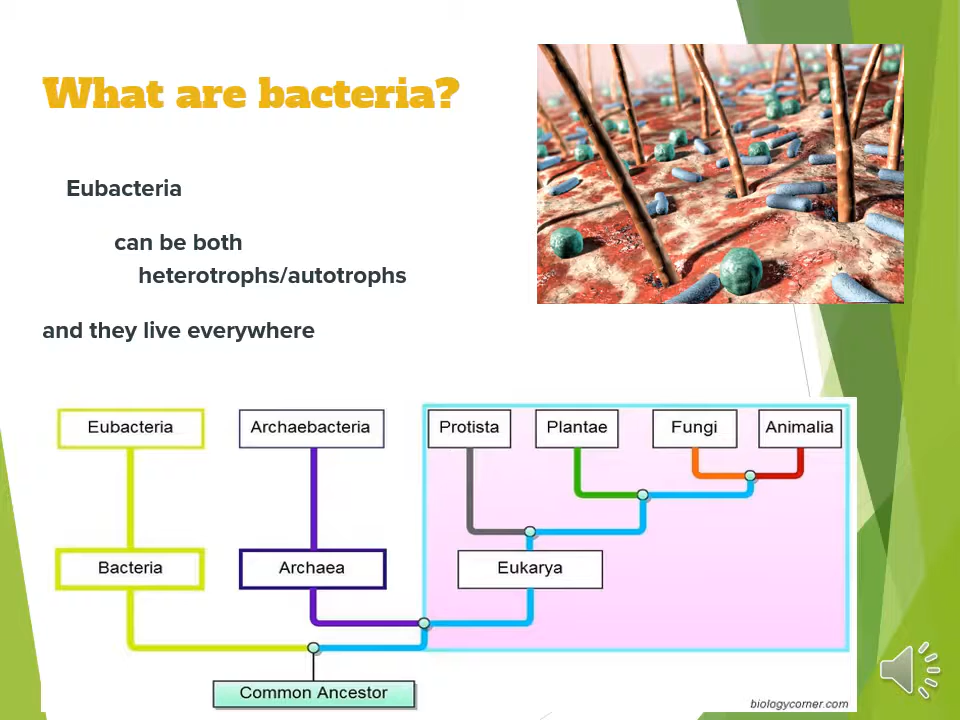 What are bacteria?
Eubacteria
can be both
heterotrophs/autotrophs
and they live everywhere
Eubacteria
Archaebacteria
Protista
Plantae
Fungi
Animalia
Bacteria
Archaea
Eukarya
Common Ancestor
biologycorner.com